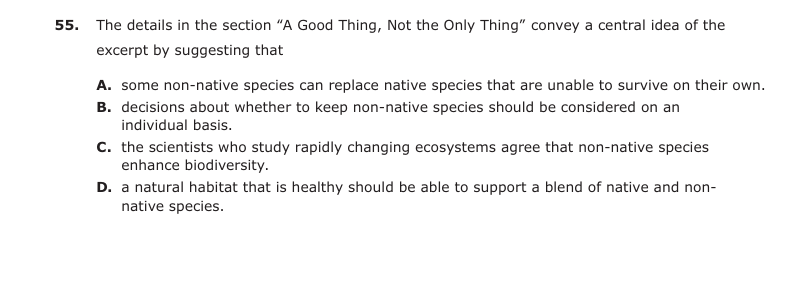 55. The details in the section “A Good Thing, Not the Only Thing” convey a central idea of the
excerpt by suggesting that
A. some non-native species can replace native species that are unable to survive on their own.
B. decisions about whether to keep non-native species should be considered on an
individual basis.
C. the scientists who study rapidly changing ecosystems agree that non-native species
enhance biodiversity.
D. a natural habitat that is healthy should be able to support a blend of native and non-
native species.